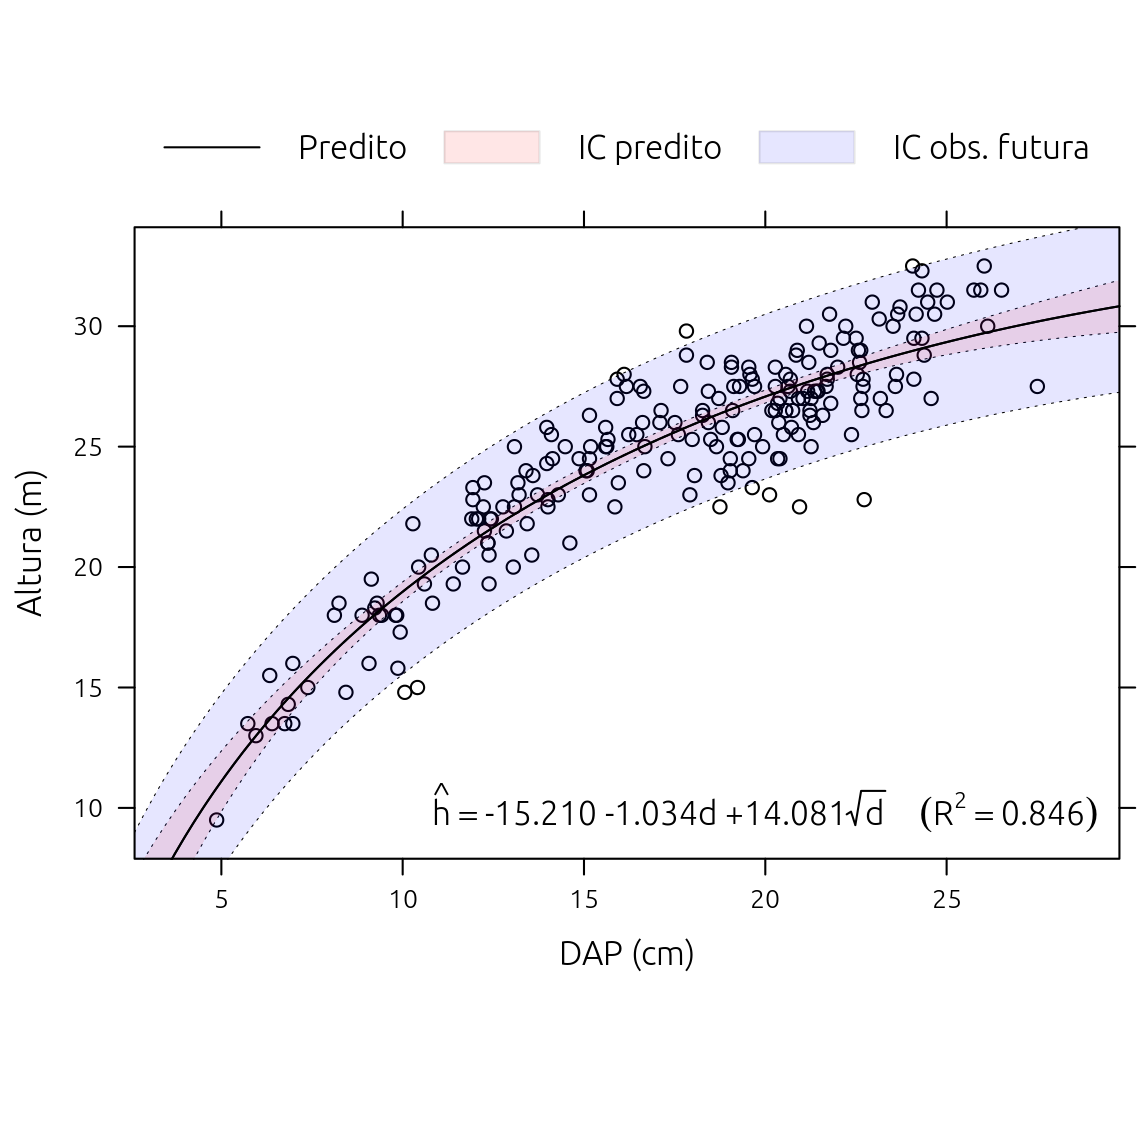 Predito IC predito IC obs. futura
30
25
20
15
10
Altura (m)
ĥ = -15.210 -1.034d +14.081√d (R² = 0.846)
5 10 15 20 25
DAP (cm)